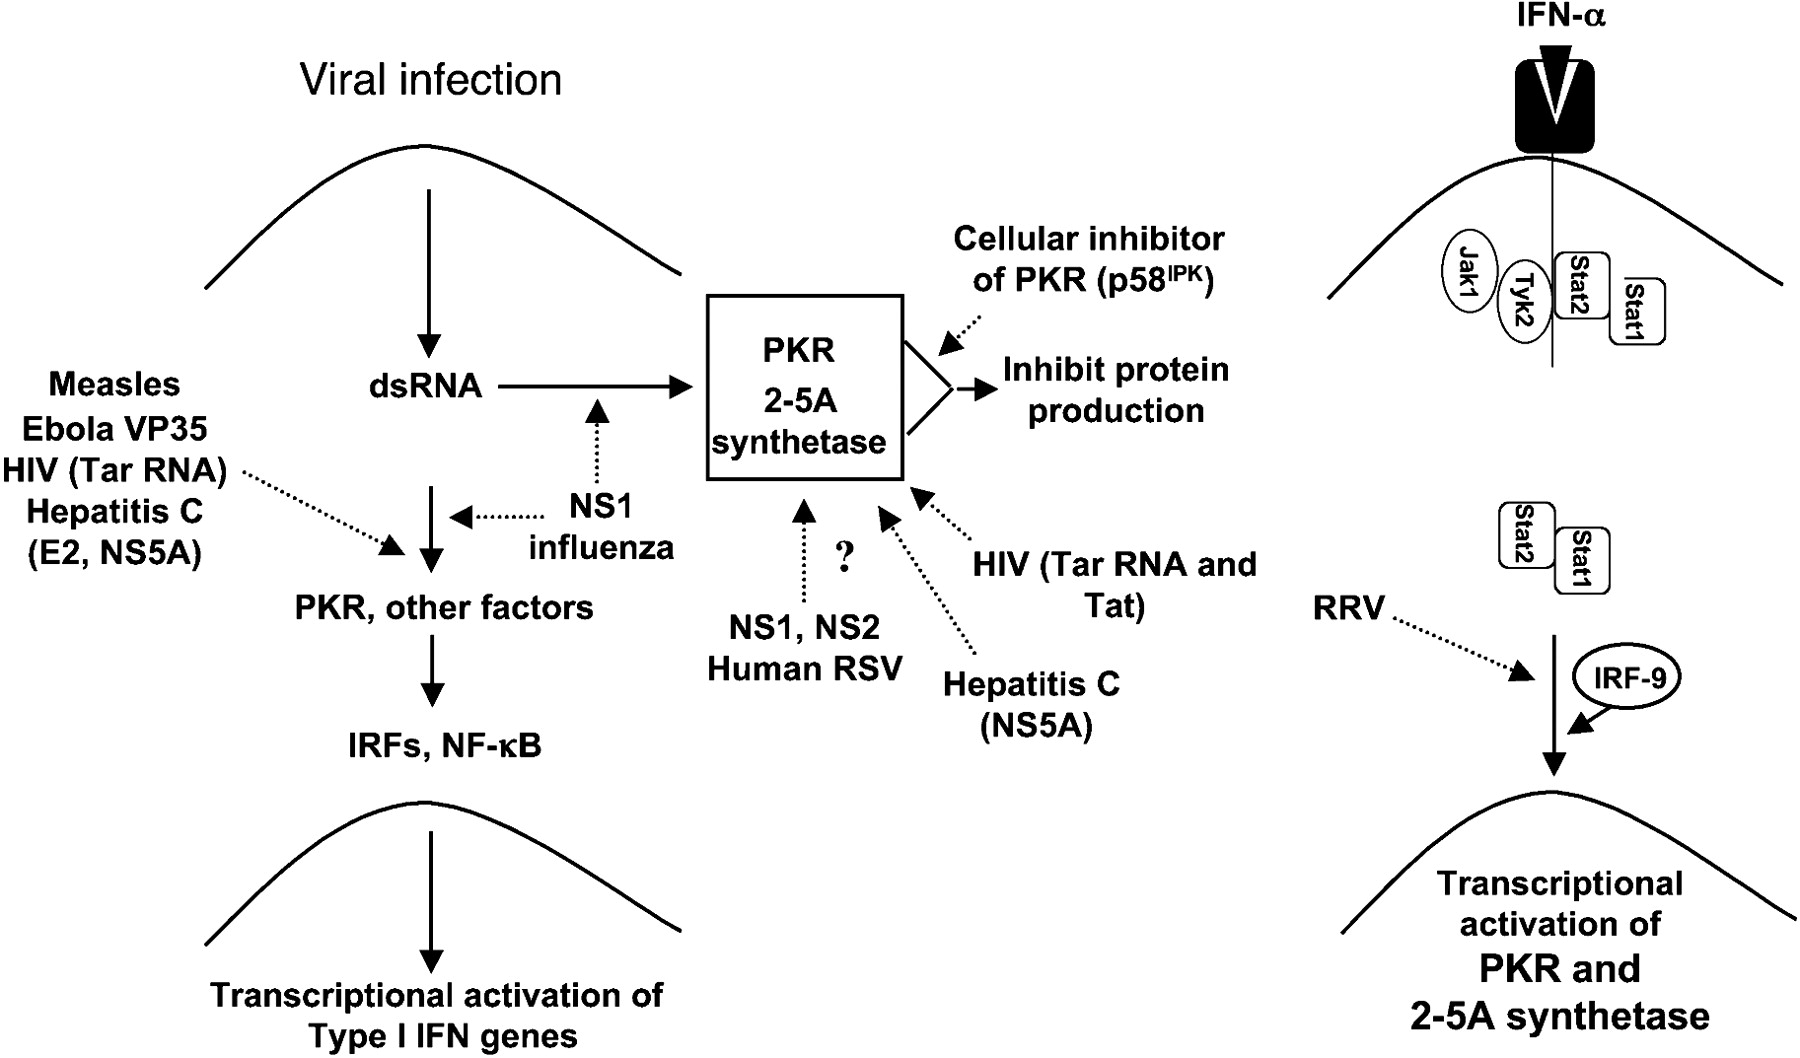 Viral infection
dsRNA
Measles
Ebola VP35
HIV (Tar RNA)
Hepatitis C
(E2, NS5A)
NS1
influenza
PKR, other factors
IRFs, NF-κB
Transcriptional activation of
Type I IFN genes
PKR
2-5A
synthetase
Cellular inhibitor
of PKR (p58IPK)
Inhibit protein
production
?
NS1, NS2
Human RSV
HIV (Tar RNA and
Tat)
Hepatitis C
(NS5A)
IFN-α
Jak1
Tyk2
Stat2
Stat1
Stat2
Stat1
RRV
IRF-9
Transcriptional
activation of
PKR and
2-5A synthetase